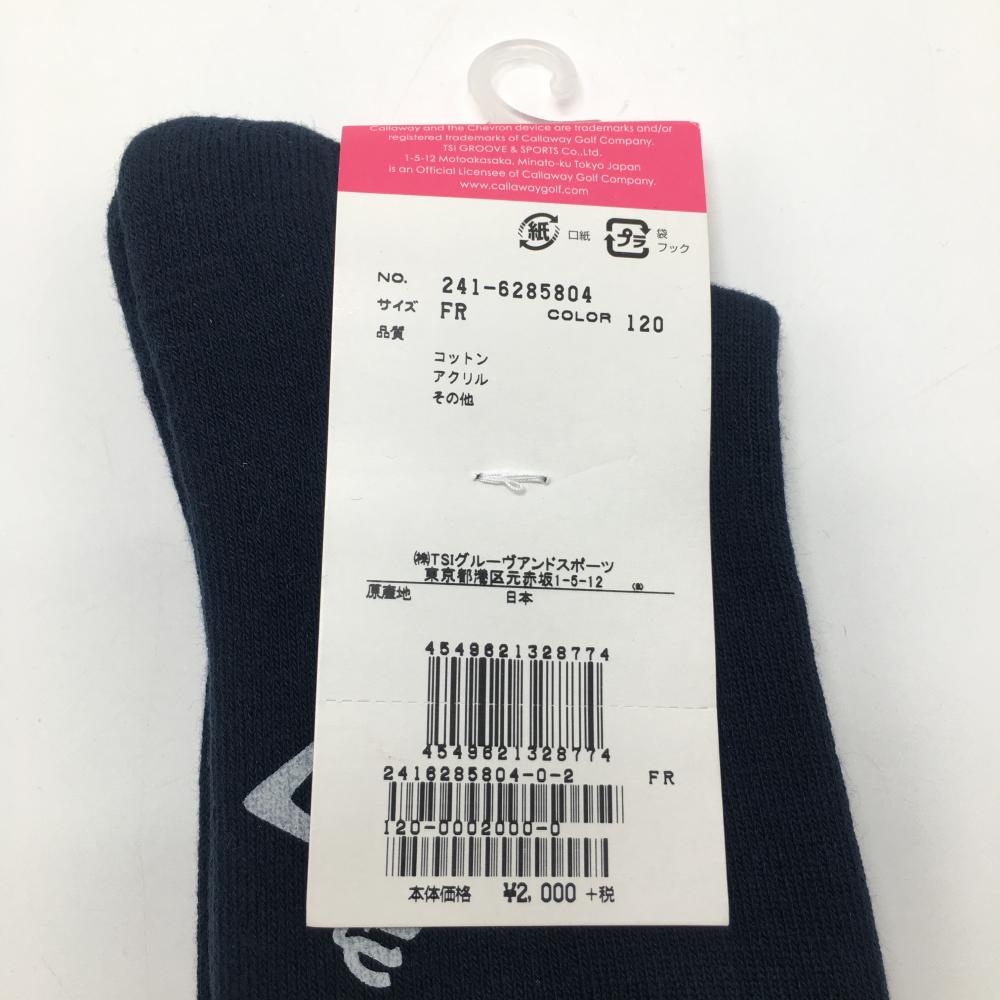 Callaway and the Chevron device are trademarks and/or
registered trademarks of Callaway Golf Company.
TSI GROOVE & SPORTS Co.,Ltd.
1-5-12 Motoakasaka, Minato-ku Tokyo Japan
is an Official Licensee of Callaway Golf Company.
www.callawaygolf.com
紙 口紙 プラ 袋
フック
NO. 241-6285804
サイズ FR COLOR 120
品質
コットン
アクリル
その他
(株)TSIグルーヴアンドスポーツ
東京都港区元赤坂1-5-12
原産地 日本
4549621328774
4549621328774
2416285804-0-2 FR
120-0002000-0
本体価格 ¥2,000 +税